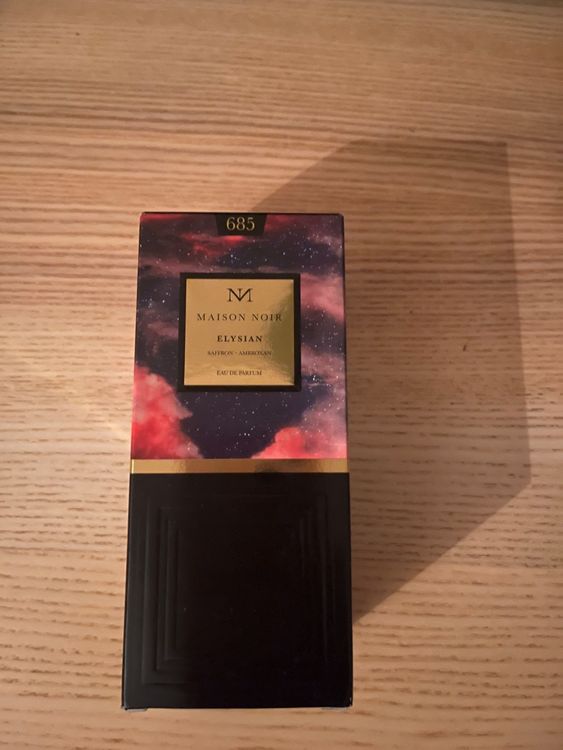 685
MAISON NOIR
ELYSIAN
SAFFRON - AMBROXAN
EAU DE PARFUM